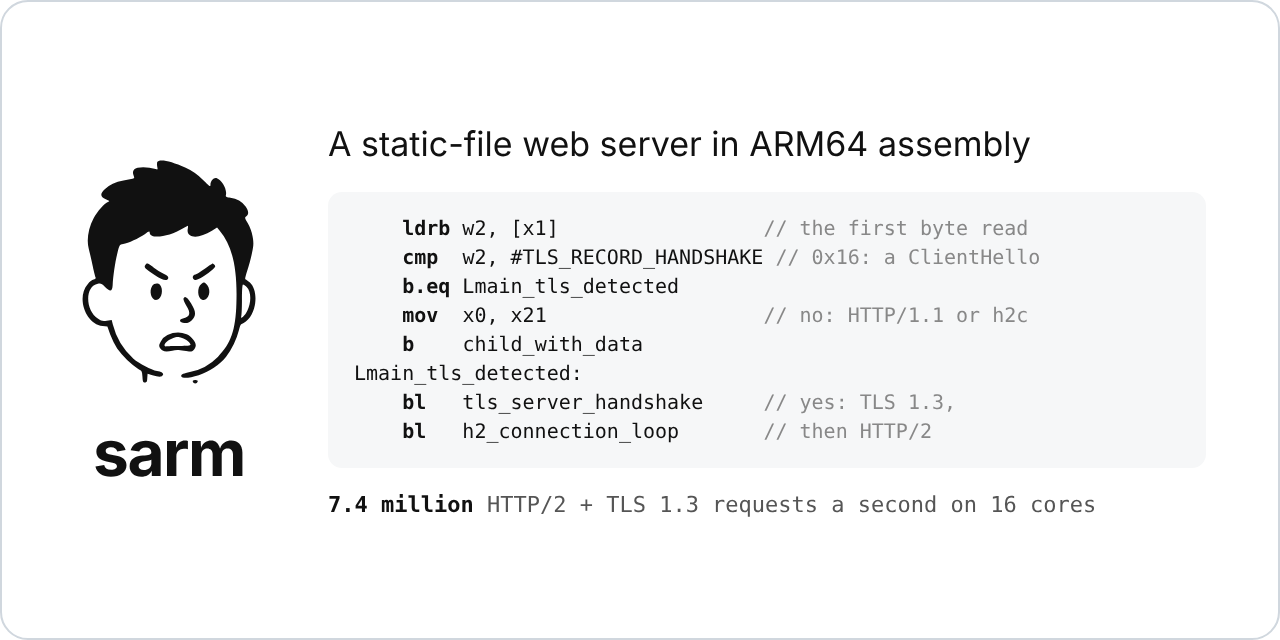 A static-file web server in ARM64 assembly
    ldrb w2, [x1]                 // the first byte read
    cmp  w2, #TLS_RECORD_HANDSHAKE // 0x16: a ClientHello
    b.eq Lmain_tls_detected
    mov  x0, x21                  // no: HTTP/1.1 or h2c
    b    child_with_data
Lmain_tls_detected:
    bl   tls_server_handshake     // yes: TLS 1.3,
    bl   h2_connection_loop       // then HTTP/2
sarm
7.4 million HTTP/2 + TLS 1.3 requests a second on 16 cores